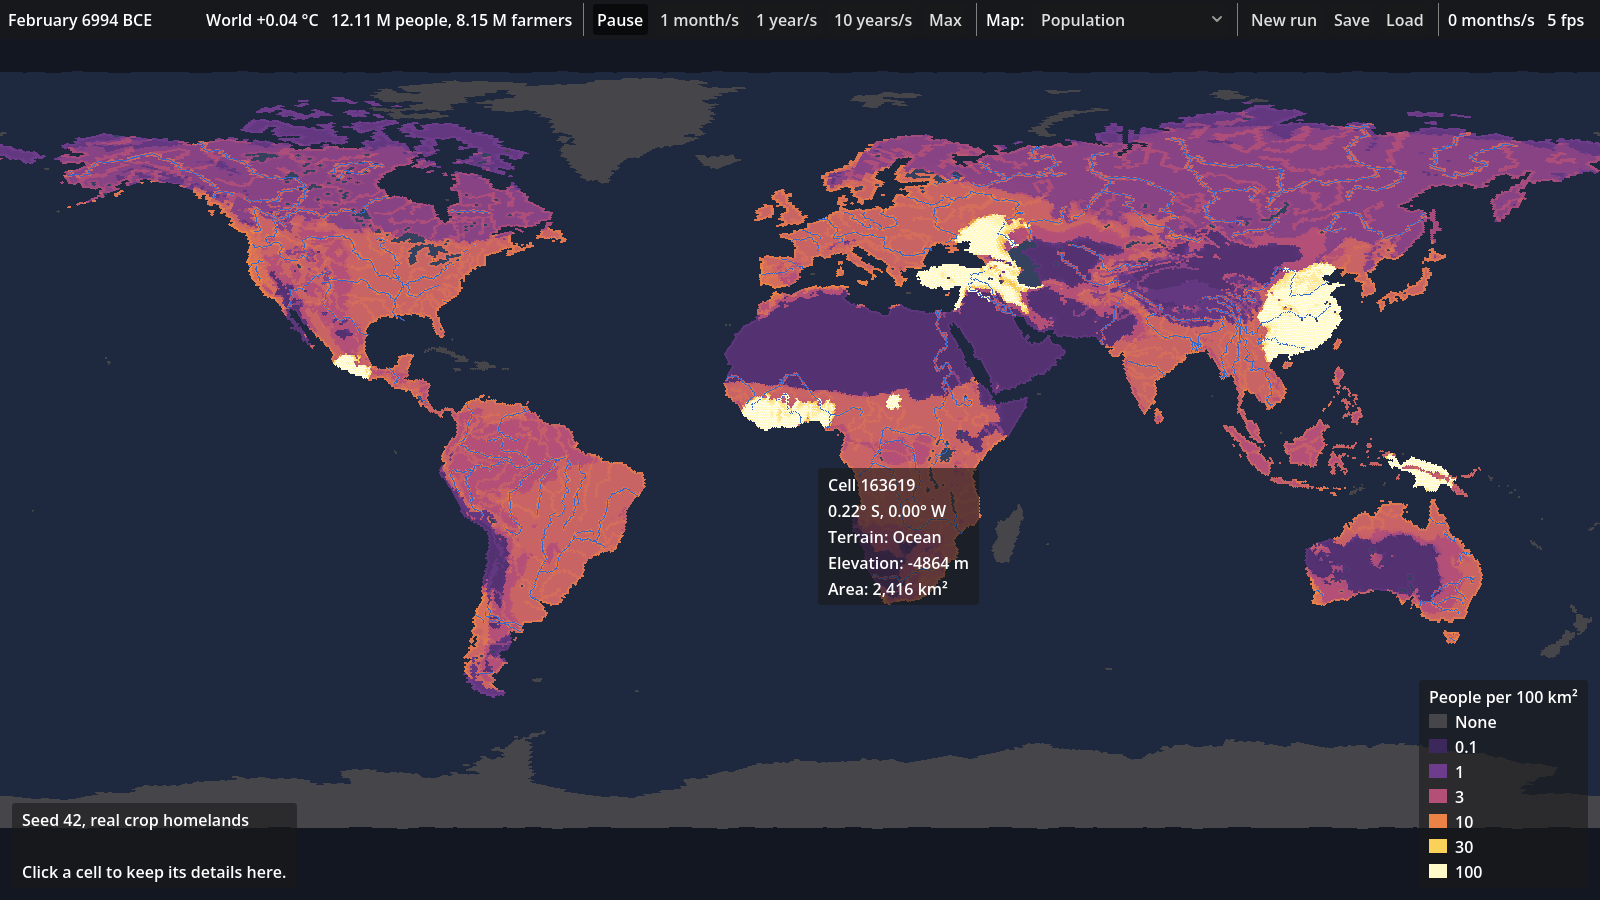 February 6994 BCE World +0.04 °C 12.11 M people, 8.15 M farmers Pause 1 month/s 1 year/s 10 years/s Max Map: Population New run Save Load 0 months/s 5 fps
Cell 163619
0.22° S, 0.00° W
Terrain: Ocean
Elevation: -4864 m
Area: 2,416 km²
People per 100 km²
None
0.1
1
3
10
30
100
Seed 42, real crop homelands
Click a cell to keep its details here.